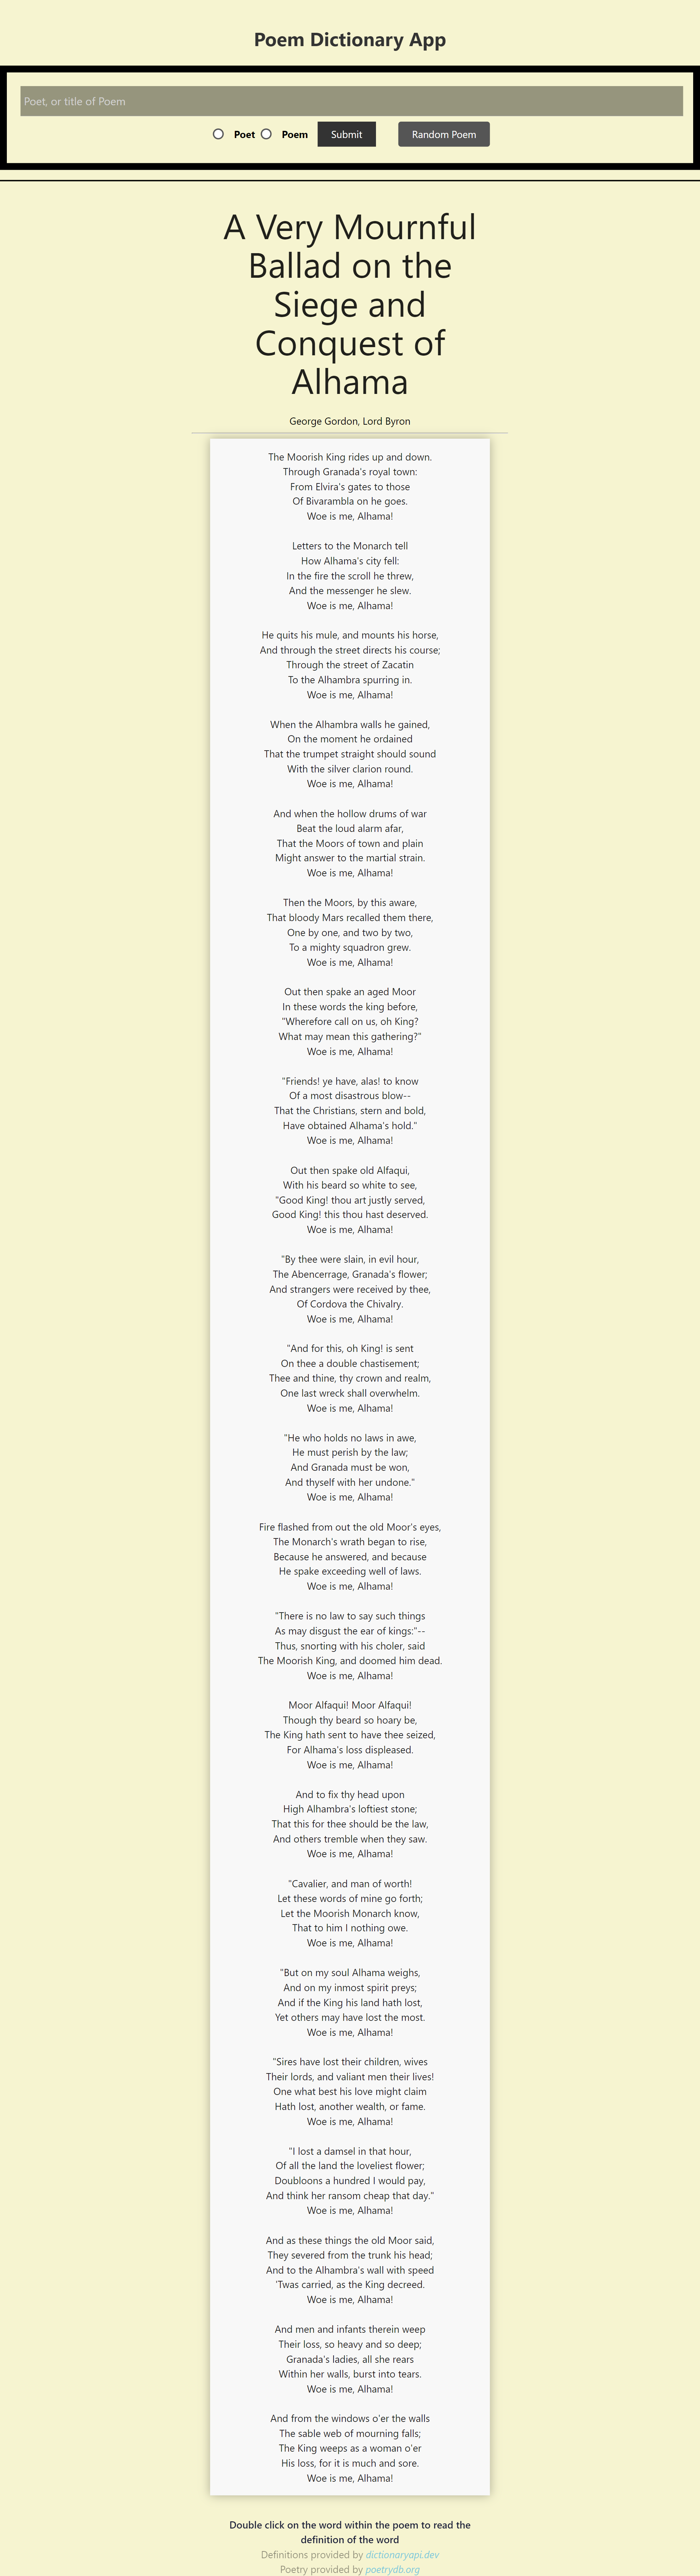 Poem Dictionary App
Poet, or title of Poem
Poet Poem Submit Random Poem
A Very Mournful
Ballad on the
Siege and
Conquest of
Alhama
George Gordon, Lord Byron
The Moorish King rides up and down.
Through Granada's royal town:
From Elvira's gates to those
Of Bivarambla on he goes.
Woe is me, Alhama!
Letters to the Monarch tell
How Alhama's city fell:
In the fire the scroll he threw,
And the messenger he slew.
Woe is me, Alhama!
He quits his mule, and mounts his horse,
And through the street directs his course;
Through the street of Zacatin
To the Alhambra spurring in.
Woe is me, Alhama!
When the Alhambra walls he gained,
On the moment he ordained
That the trumpet straight should sound
With the silver clarion round.
Woe is me, Alhama!
And when the hollow drums of war
Beat the loud alarm afar,
That the Moors of town and plain
Might answer to the martial strain.
Woe is me, Alhama!
Then the Moors, by this aware,
That bloody Mars recalled them there,
One by one, and two by two,
To a mighty squadron grew.
Woe is me, Alhama!
Out then spake an aged Moor
In these words the king before,
"Wherefore call on us, oh King?
What may mean this gathering?"
Woe is me, Alhama!
"Friends! ye have, alas! to know
Of a most disastrous blow--
That the Christians, stern and bold,
Have obtained Alhama's hold."
Woe is me, Alhama!
Out then spake old Alfaqui,
With his beard so white to see,
"Good King! thou art justly served,
Good King! this thou hast deserved.
Woe is me, Alhama!
"By thee were slain, in evil hour,
The Abencerrage, Granada's flower;
And strangers were received by thee,
Of Cordova the Chivalry.
Woe is me, Alhama!
"And for this, oh King! is sent
On thee a double chastisement;
Thee and thine, thy crown and realm,
One last wreck shall overwhelm.
Woe is me, Alhama!
"He who holds no laws in awe,
He must perish by the law;
And Granada must be won,
And thyself with her undone."
Woe is me, Alhama!
Fire flashed from out the old Moor's eyes,
The Monarch's wrath began to rise,
Because he answered, and because
He spake exceeding well of laws.
Woe is me, Alhama!
"There is no law to say such things
As may disgust the ear of kings:"--
Thus, snorting with his choler, said
The Moorish King, and doomed him dead.
Woe is me, Alhama!
Moor Alfaqui! Moor Alfaqui!
Though thy beard so hoary be,
The King hath sent to have thee seized,
For Alhama's loss displeased.
Woe is me, Alhama!
And to fix thy head upon
High Alhambra's loftiest stone;
That this for thee should be the law,
And others tremble when they saw.
Woe is me, Alhama!
"Cavalier, and man of worth!
Let these words of mine go forth;
Let the Moorish Monarch know,
That to him I nothing owe.
Woe is me, Alhama!
"But on my soul Alhama weighs,
And on my inmost spirit preys;
And if the King his land hath lost,
Yet others may have lost the most.
Woe is me, Alhama!
"Sires have lost their children, wives
Their lords, and valiant men their lives!
One what best his love might claim
Hath lost, another wealth, or fame.
Woe is me, Alhama!
"I lost a damsel in that hour,
Of all the land the loveliest flower;
Doubloons a hundred I would pay,
And think her ransom cheap that day."
Woe is me, Alhama!
And as these things the old Moor said,
They severed from the trunk his head;
And to the Alhambra's wall with speed
'Twas carried, as the King decreed.
Woe is me, Alhama!
And men and infants therein weep
Their loss, so heavy and so deep;
Granada's ladies, all she rears
Within her walls, burst into tears.
Woe is me, Alhama!
And from the windows o'er the walls
The sable web of mourning falls;
The King weeps as a woman o'er
His loss, for it is much and sore.
Woe is me, Alhama!
Double click on the word within the poem to read the
definition of the word
Definitions provided by dictionaryapi.dev
Poetry provided by poetrydb.org